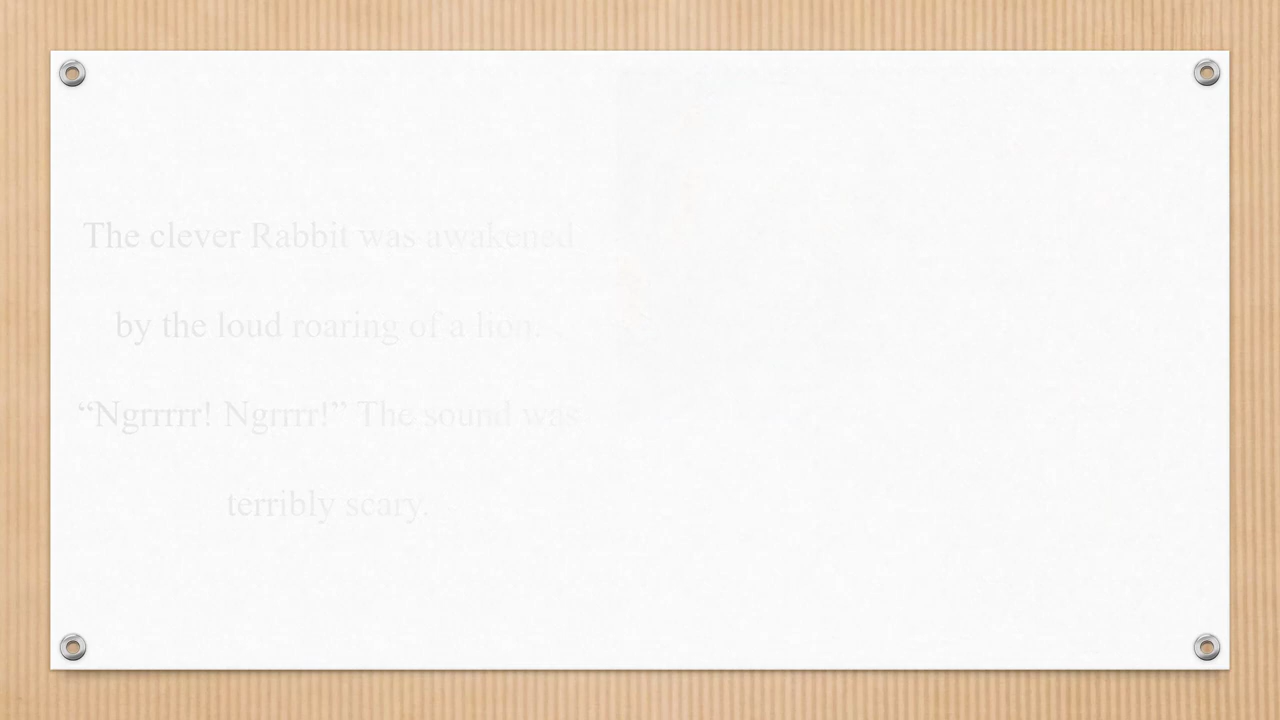 The clever Rabbit was awakened
by the loud roaring of a lion.
“Ngrrrrr! Ngrrrr!” The sound was
terribly scary.